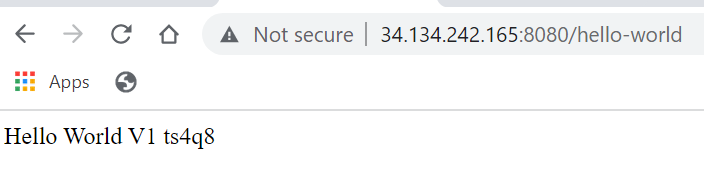 Not secure | 34.134.242.165:8080/hello-world
Apps
Hello World V1 ts4q8